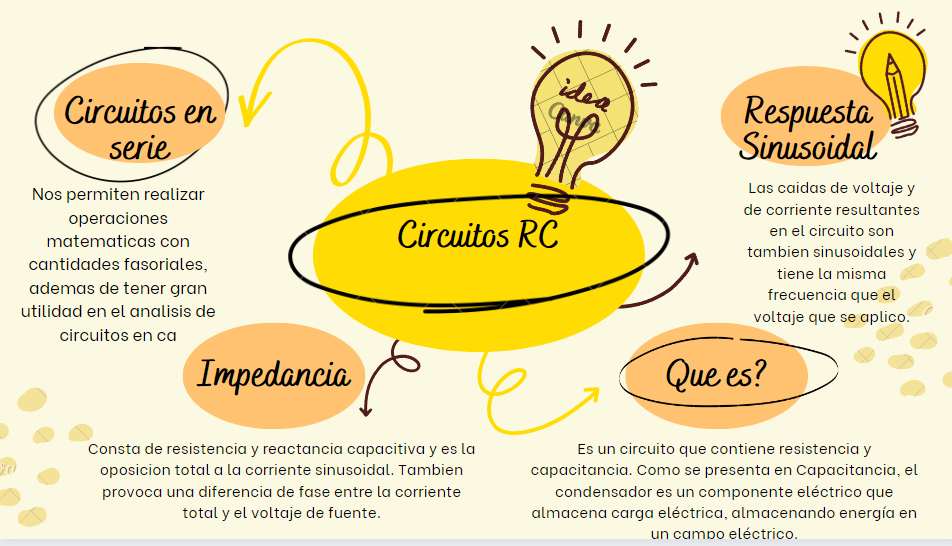 Circuitos en
serie
Nos permiten realizar
operaciones
matematicas con
cantidades fasoriales,
ademas de tener gran
utilidad en el analisis de
circuitos en ca
idea
Canva
Circuitos RC
Respuesta
Sinusoidal
Las caidas de voltaje y
de corriente resultantes
en el circuito son
tambien sinusoidales y
tiene la misma
frecuencia que el
voltaje que se aplico.
Impedancia
Consta de resistencia y reactancia capacitiva y es la
oposicion total a la corriente sinusoidal. Tambien
provoca una diferencia de fase entre la corriente
total y el voltaje de fuente.
Que es?
Es un circuito que contiene resistencia y
capacitancia. Como se presenta en Capacitancia, el
condensador es un componente eléctrico que
almacena carga eléctrica, almacenando energía en
un campo eléctrico.